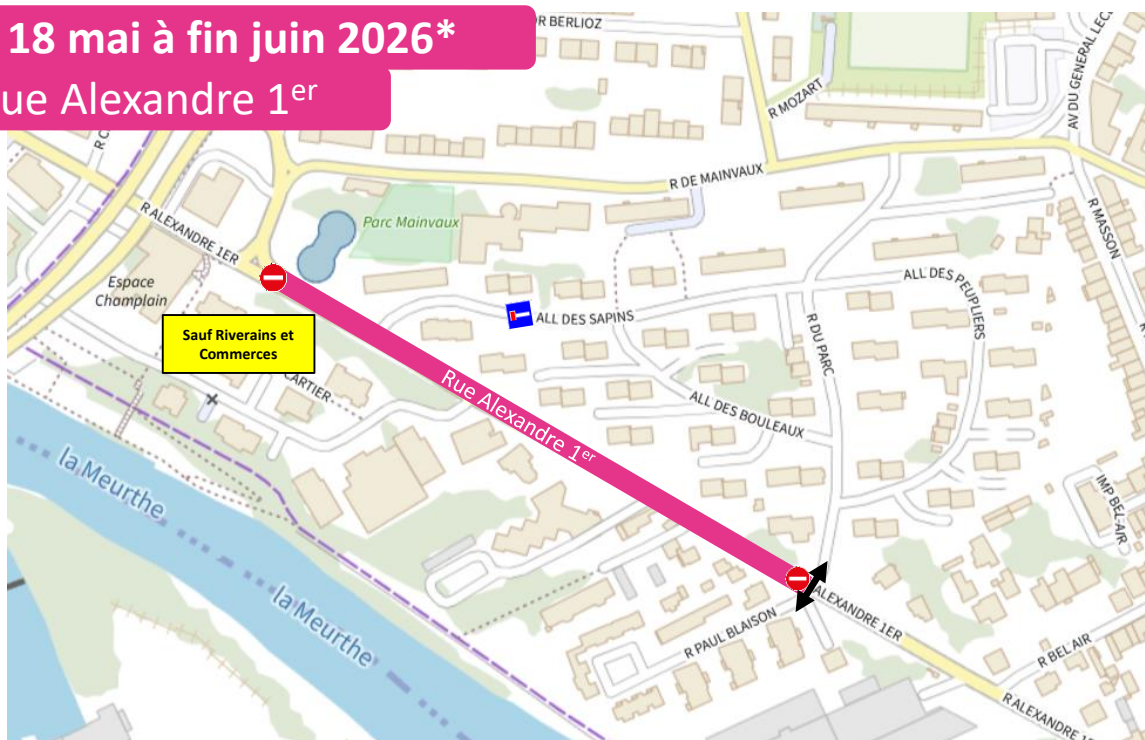 18 mai à fin juin 2026*
ue Alexandre 1er
OR BERLIOZ
R MOZART
AV DU GENERAL LEC
R C
R DE MAINVAUX
R ALEXANDRE 1ER
Parc Mainvaux
R MASSON
Espace
Champlain
ALL DES PEUPLIERS
ALL DES SAPINS
Sauf Riverains et
Commerces
R DU PARC
CARTIER
Rue Alexandre 1er
ALL DES BOULEAUX
la Meurthe
IMP BEL AIR
la Meurthe
ALEXANDRE 1ER
R PAUL BLAISON
R BEL AIR
R ALEXANDRE 1E